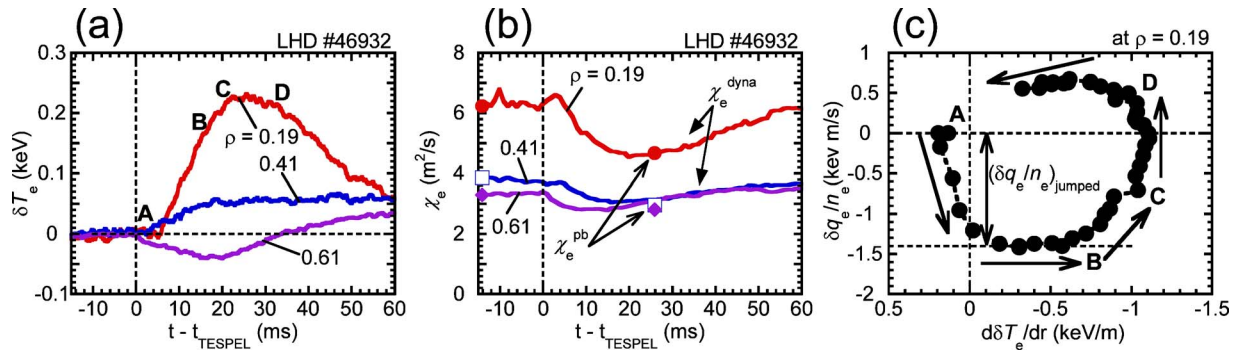 (a)
LHD #46932
δTe (keV)
0.3
0.2
0.1
0
-0.1
A
B
C
D
ρ = 0.19
0.41
0.61
0 10 20 30 40 50 60
t - tTESPEL (ms)
(b)
LHD #46932
χe (m²/s)
8
6
4
2
0
ρ = 0.19
χe^dyna
0.41
0.61
χe^pb
0 10 20 30 40 50 60
t - tTESPEL (ms)
(c)
at ρ = 0.19
δqe/ne (kev m/s)
1
0.5
0
-0.5
-1
-1.5
-2
A
D
(δqe/ne)jumped
C
B
0.5 0 -0.5 -1 -1.5
dδTe/dr (keV/m)